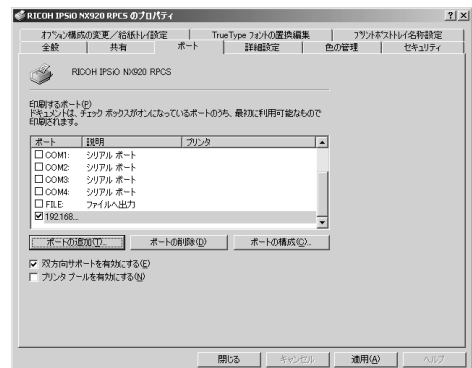 RICOH IPSiO NX920 RPCS のプロパティ
オプション構成の変更／給紙トレイ設定
TrueType フォントの置換編集
フプリントポストトレイ名称設定
全般
共有
ポート
詳細設定
色の管理
セキュリティ
RICOH IPSiO NX920 RPCS
印刷するポート(P)
ドキュメントは、チェック ボックスがオンになっているポートのうち、最初に利用可能なもので
印刷されます。
ポート 説明 プリンタ
COM1: シリアル ポート
COM2: シリアル ポート
COM3: シリアル ポート
COM4: シリアル ポート
FILE: ファイルへ出力
192.168...
ポートの追加(T)... ポートの削除(D) ポートの構成(C)...
双方向サポートを有効にする(E)
プリンタ プールを有効にする(N)
閉じる キャンセル 適用(A) ヘルプ